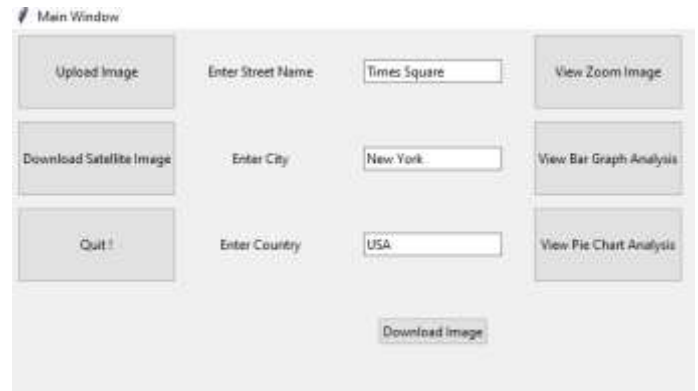 Main Window
Upload Image Enter Street Name Times Square View Zoom Image
Download Satellite Image Enter City New York View Bar Graph Analysis
Quit ! Enter Country USA View Pie Chart Analysis
Download Image